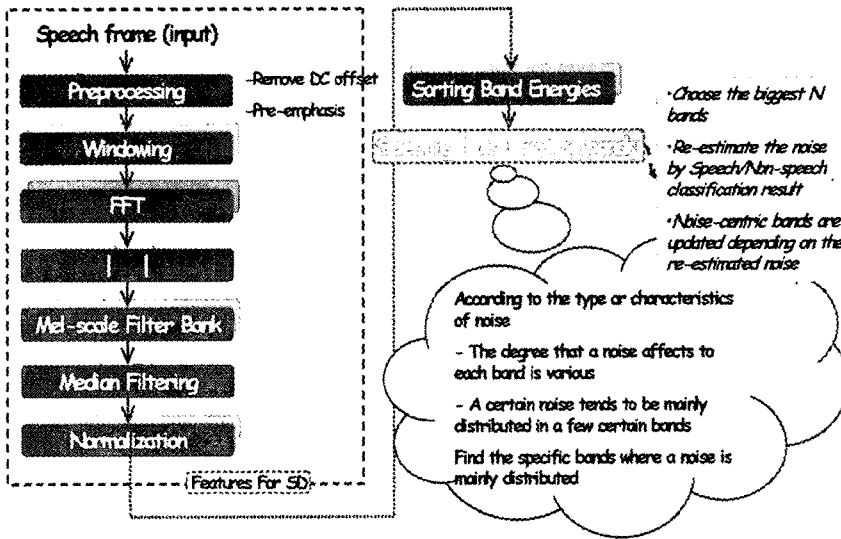 Speech frame (input)
Preprocessing
-Remove DC offset
-Pre-emphasis
Windowing
FFT
| |
Mel-scale Filter Bank
Median Filtering
Normalization
Features For SD
Sorting Band Energies
·Choose the biggest N
bands
·Re-estimate the noise
by Speech/Non-speech
classification result
·Noise-centric bands are
updated depending on the
re-estimated noise
According to the type or characteristics
of noise
- The degree that a noise affects to
each band is various
- A certain noise tends to be mainly
distributed in a few certain bands
Find the specific bands where a noise is
mainly distributed